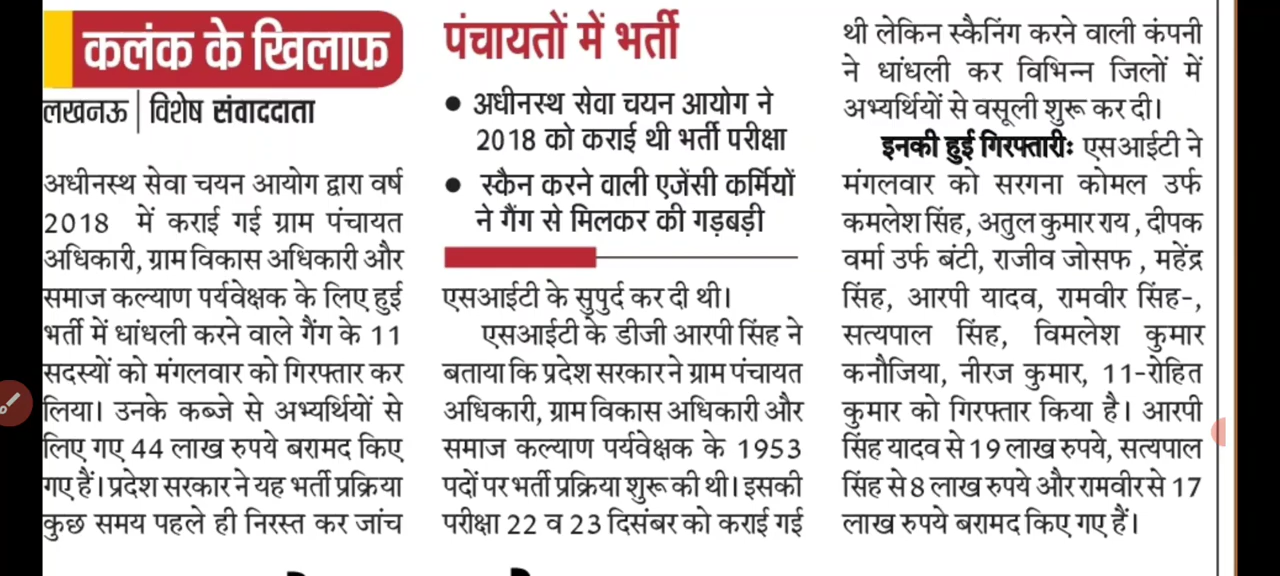 कलंक के खिलाफ
लखनऊ | विशेष संवाददाता
अधीनस्थ सेवा चयन आयोग द्वारा वर्ष
2018 में कराई गई ग्राम पंचायत
अधिकारी, ग्राम विकास अधिकारी और
समाज कल्याण पर्यवेक्षक के लिए हुई
भर्ती में धांधली करने वाले गैंग के 11
सदस्यों को मंगलवार को गिरफ्तार कर
लिया। उनके कब्जे से अभ्यर्थियों से
लिए गए 44 लाख रुपये बरामद किए
गए हैं। प्रदेश सरकार ने यह भर्ती प्रक्रिया
कुछ समय पहले ही निरस्त कर जांच
पंचायतों में भर्ती
● अधीनस्थ सेवा चयन आयोग ने
2018 को कराई थी भर्ती परीक्षा
● स्कैन करने वाली एजेंसी कर्मियों
ने गैंग से मिलकर की गड़बड़ी
एसआईटी के सुपुर्द कर दी थी।
एसआईटी के डीजी आरपी सिंह ने
बताया कि प्रदेश सरकार ने ग्राम पंचायत
अधिकारी, ग्राम विकास अधिकारी और
समाज कल्याण पर्यवेक्षक के 1953
पदों पर भर्ती प्रक्रिया शुरू की थी। इसकी
परीक्षा 22 व 23 दिसंबर को कराई गई
थी लेकिन स्कैनिंग करने वाली कंपनी
ने धांधली कर विभिन्न जिलों में
अभ्यर्थियों से वसूली शुरू कर दी।
इनकी हुई गिरफ्तारीः एसआईटी ने
मंगलवार को सरगना कोमल उर्फ
कमलेश सिंह, अतुल कुमार राय , दीपक
वर्मा उर्फ बंटी, राजीव जोसफ , महेंद्र
सिंह, आरपी यादव, रामवीर सिंह-,
सत्यपाल सिंह, विमलेश कुमार
कनौजिया, नीरज कुमार, 11-रोहित
कुमार को गिरफ्तार किया है। आरपी
सिंह यादव से 19 लाख रुपये, सत्यपाल
सिंह से 8 लाख रुपये और रामवीर से 17
लाख रुपये बरामद किए गए हैं।